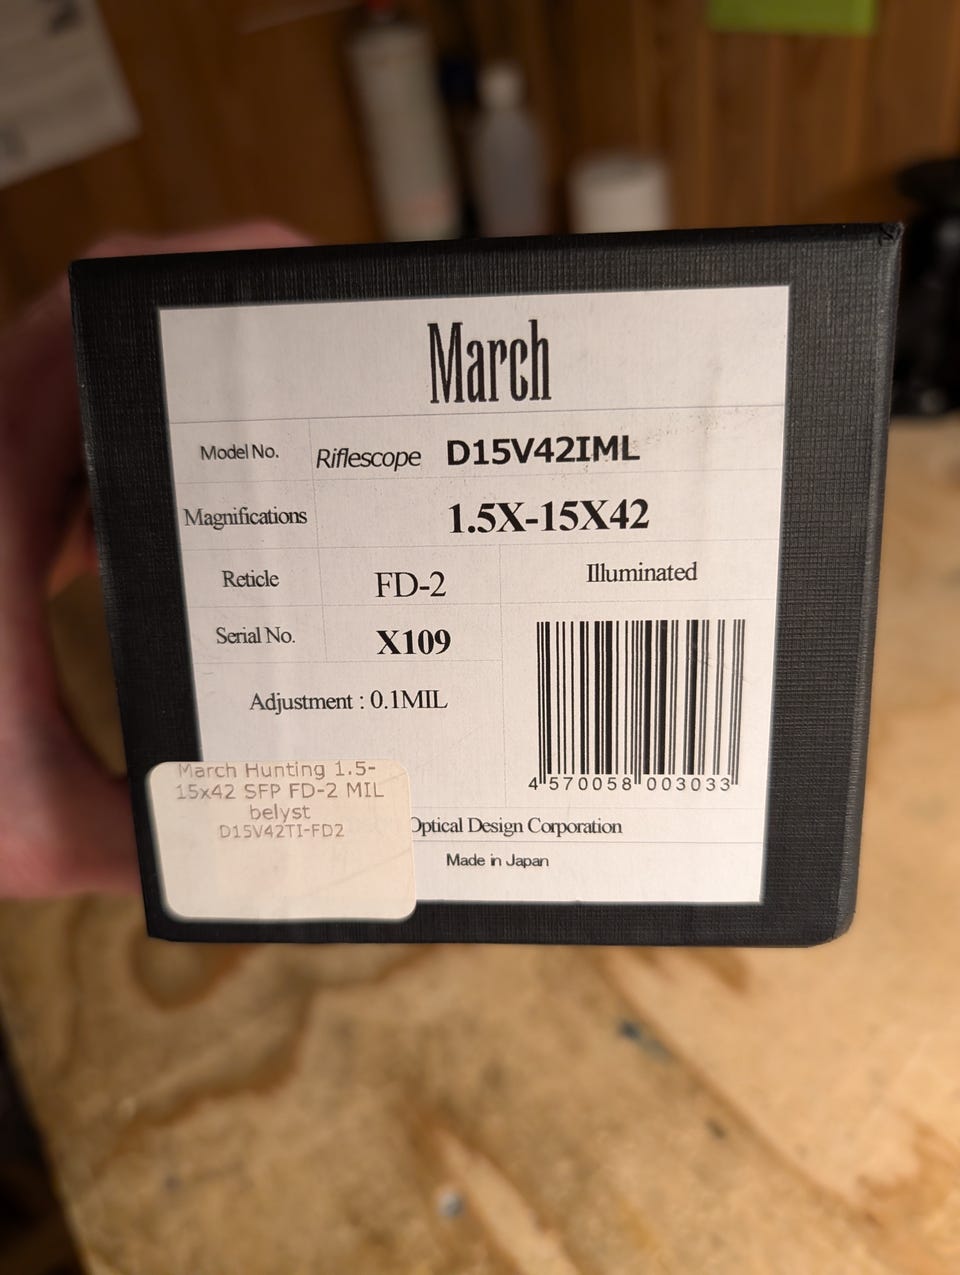 March
Model No. Riflescope D15V42IML
Magnifications 1.5X-15X42
Reticle FD-2 Illuminated
Serial No. X109
Adjustment : 0.1MIL
4 570058 003033
March Hunting 1.5-
15x42 SFP FD-2 MIL
belyst
D15V42TI-FD2
Optical Design Corporation
Made in Japan